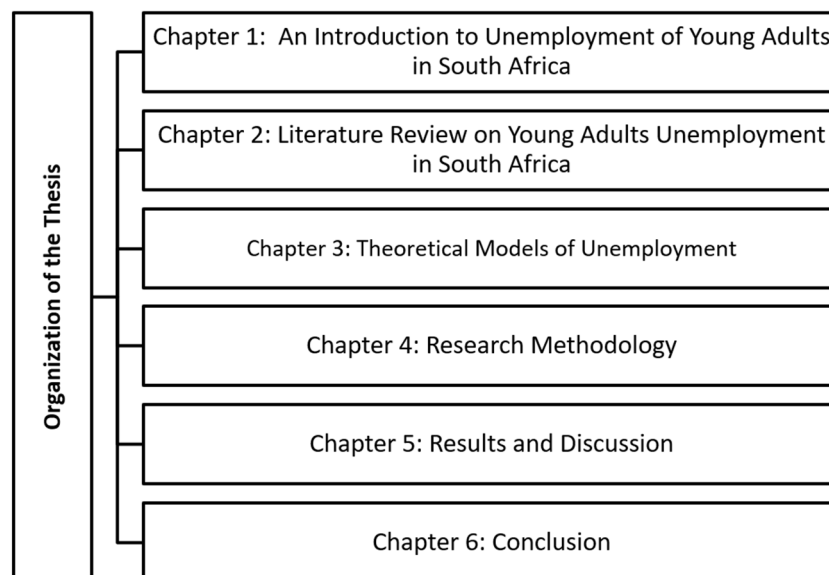 Organization of the Thesis
Chapter 1:  An Introduction to Unemployment of Young Adults
in South Africa
Chapter 2: Literature Review on Young Adults Unemployment
in South Africa
Chapter 3: Theoretical Models of Unemployment
Chapter 4: Research Methodology
Chapter 5: Results and Discussion
Chapter 6: Conclusion